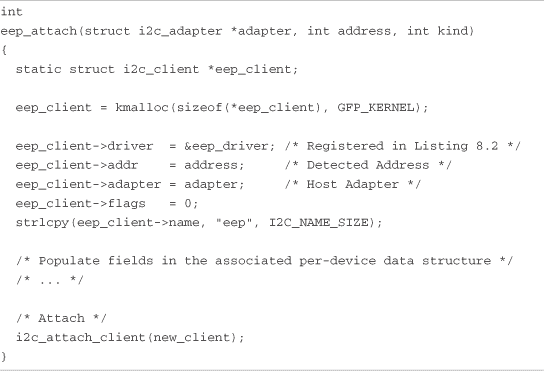 int
eep_attach(struct i2c_adapter *adapter, int address, int kind)
{
  static struct i2c_client *eep_client;

  eep_client = kmalloc(sizeof(*eep_client), GFP_KERNEL);

  eep_client->driver  = &eep_driver; /* Registered in Listing 8.2 */
  eep_client->addr    = address;     /* Detected Address */
  eep_client->adapter = adapter;     /* Host Adapter */
  eep_client->flags   = 0;
  strlcpy(eep_client->name, "eep", I2C_NAME_SIZE);

  /* Populate fields in the associated per-device data structure */
  /* ... */

  /* Attach */
  i2c_attach_client(new_client);
}